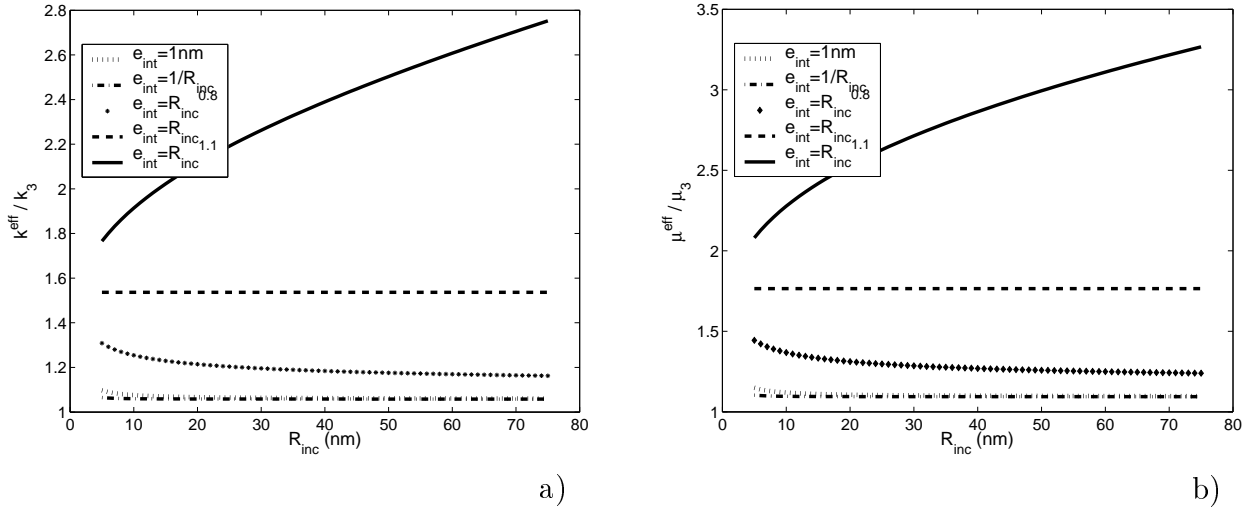 2.8
2.6
2.4
2.2
2
1.8
1.6
1.4
1.2
1
0 10 20 30 40 50 60 70 80
k^eff / k_3
R_inc (nm)
e_int=1nm
e_int=1/R_inc
e_int=R_inc^0.8
e_int=R_inc
e_int=R_inc^1.1
a)
3.5
3
2.5
2
1.5
1
0 10 20 30 40 50 60 70 80
μ^eff / μ_3
R_inc (nm)
e_int=1nm
e_int=1/R_inc
e_int=R_inc^0.8
e_int=R_inc
e_int=R_inc^1.1
b)